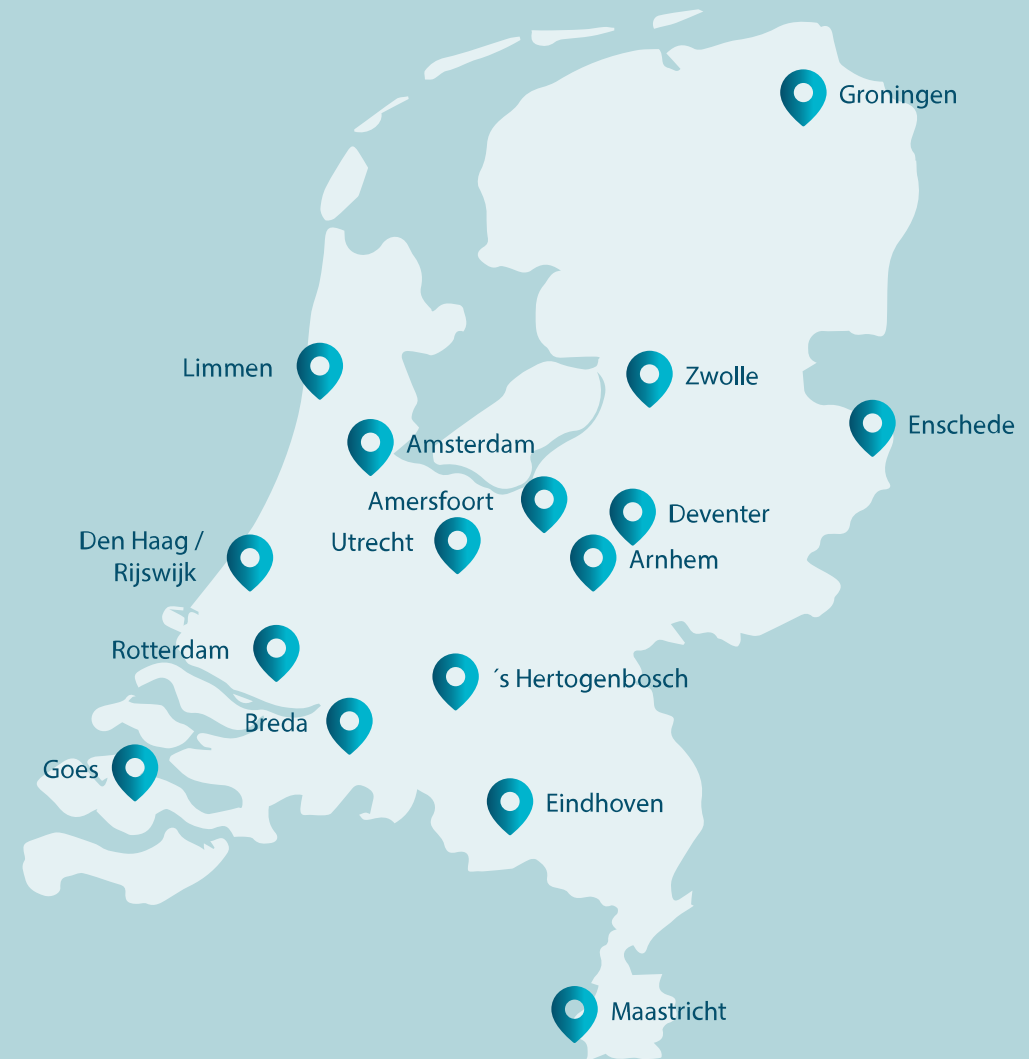 Groningen
Limmen
Zwolle
Enschede
Amsterdam
Amersfoort
Deventer
Utrecht
Den Haag /
Rijswijk
Arnhem
Rotterdam
´s Hertogenbosch
Breda
Goes
Eindhoven
Maastricht